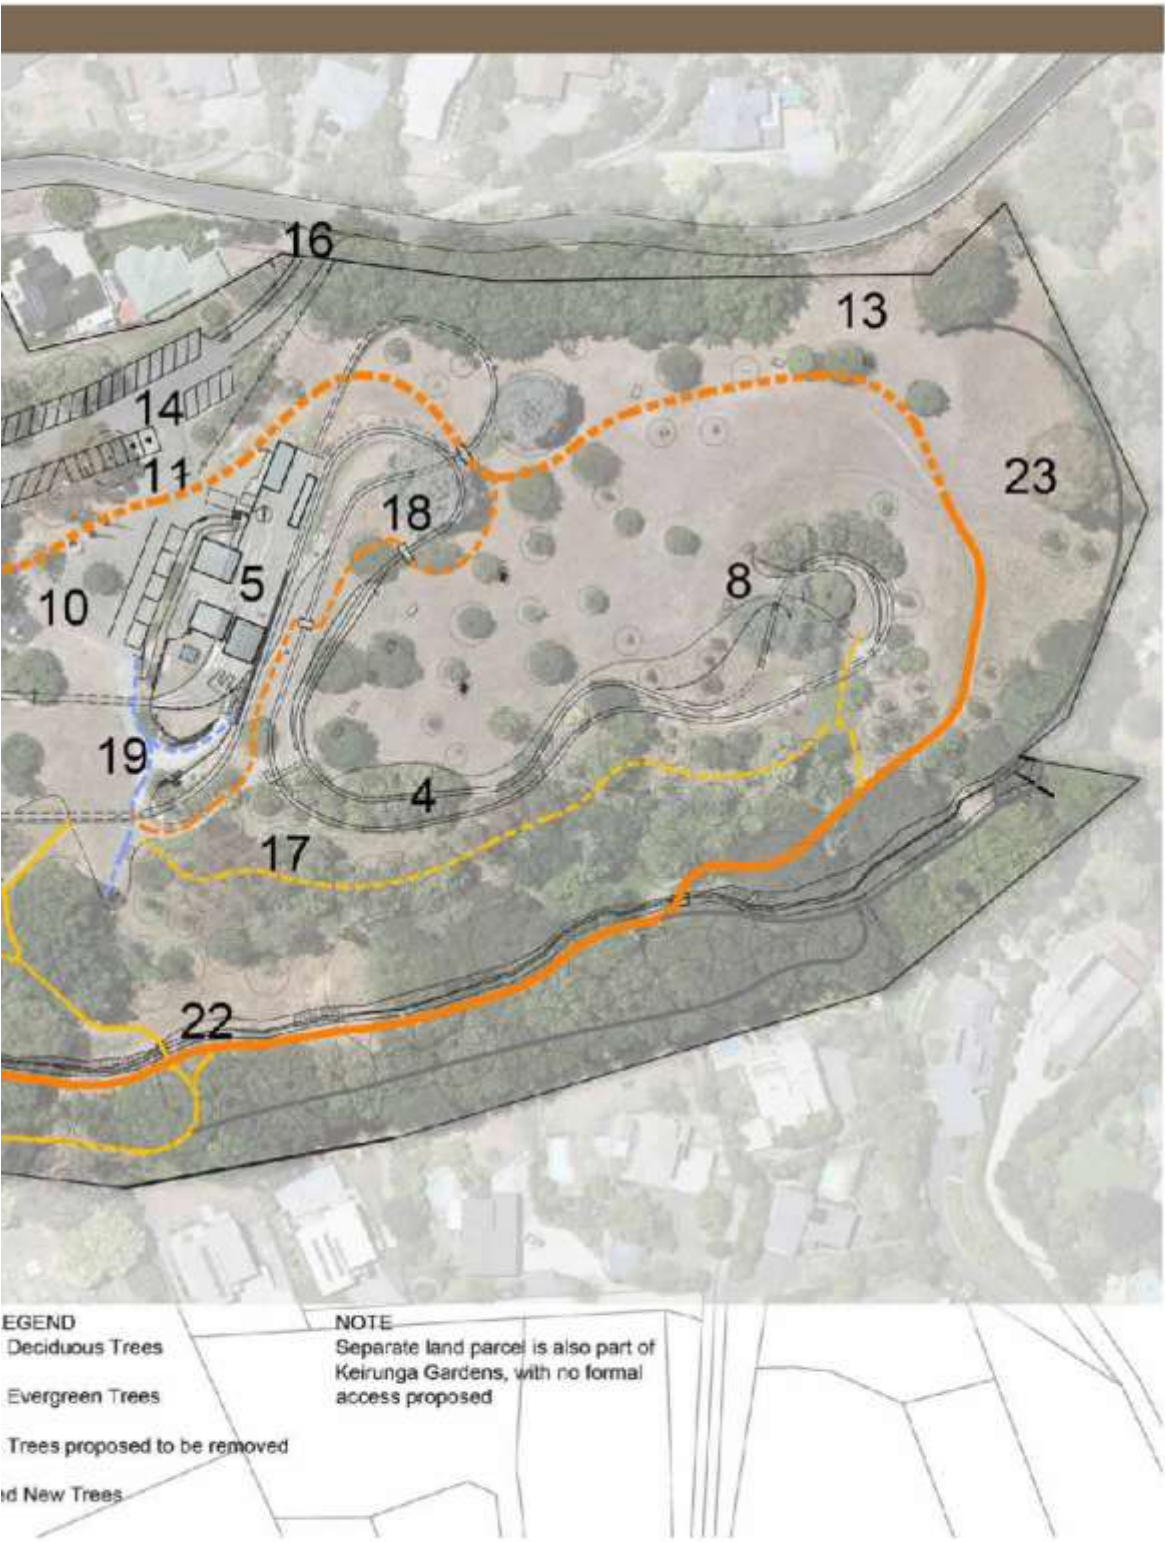 16
13
14
11
23
18
10
5
8
19
4
17
22
EGEND
Deciduous Trees
Evergreen Trees
Trees proposed to be removed
ed New Trees
NOTE
Separate land parcel is also part of
Keirunga Gardens, with no formal
access proposed